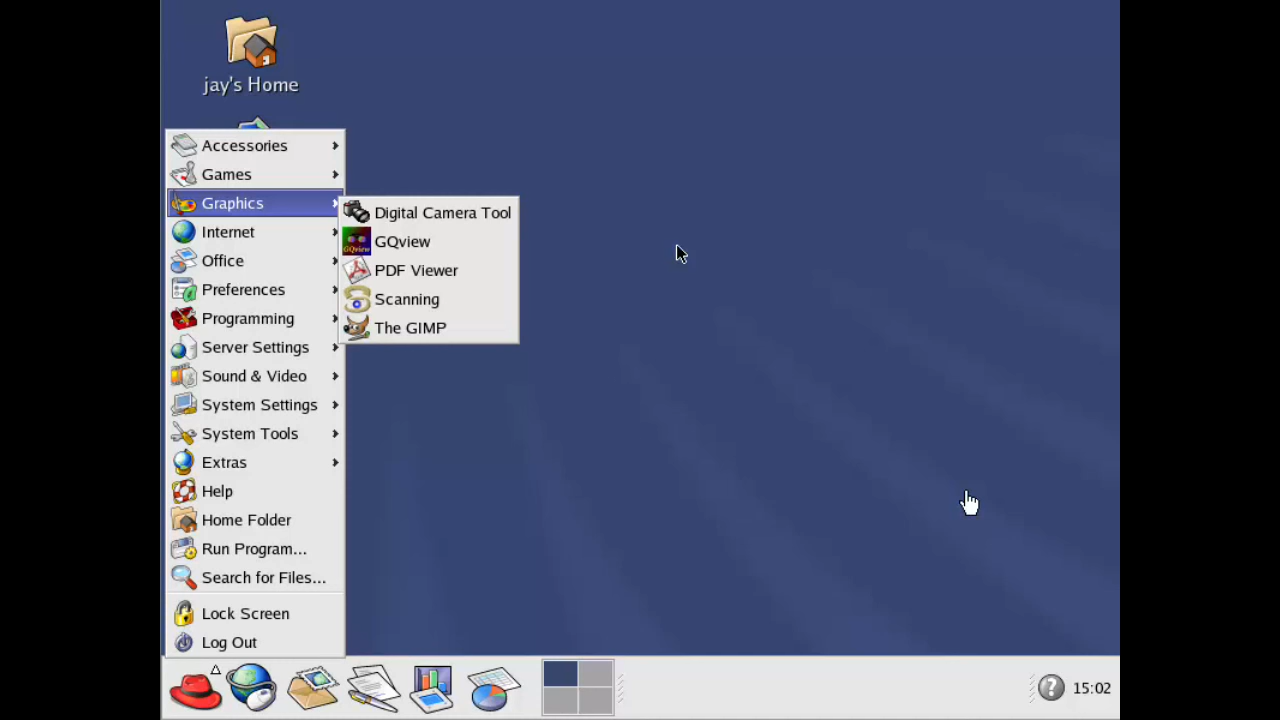 jay's Home
Accessories
Games
Graphics
Internet
Office
Preferences
Programming
Server Settings
Sound & Video
System Settings
System Tools
Extras
Help
Home Folder
Run Program...
Search for Files...
Lock Screen
Log Out
Digital Camera Tool
GQview
PDF Viewer
Scanning
The GIMP
15:02